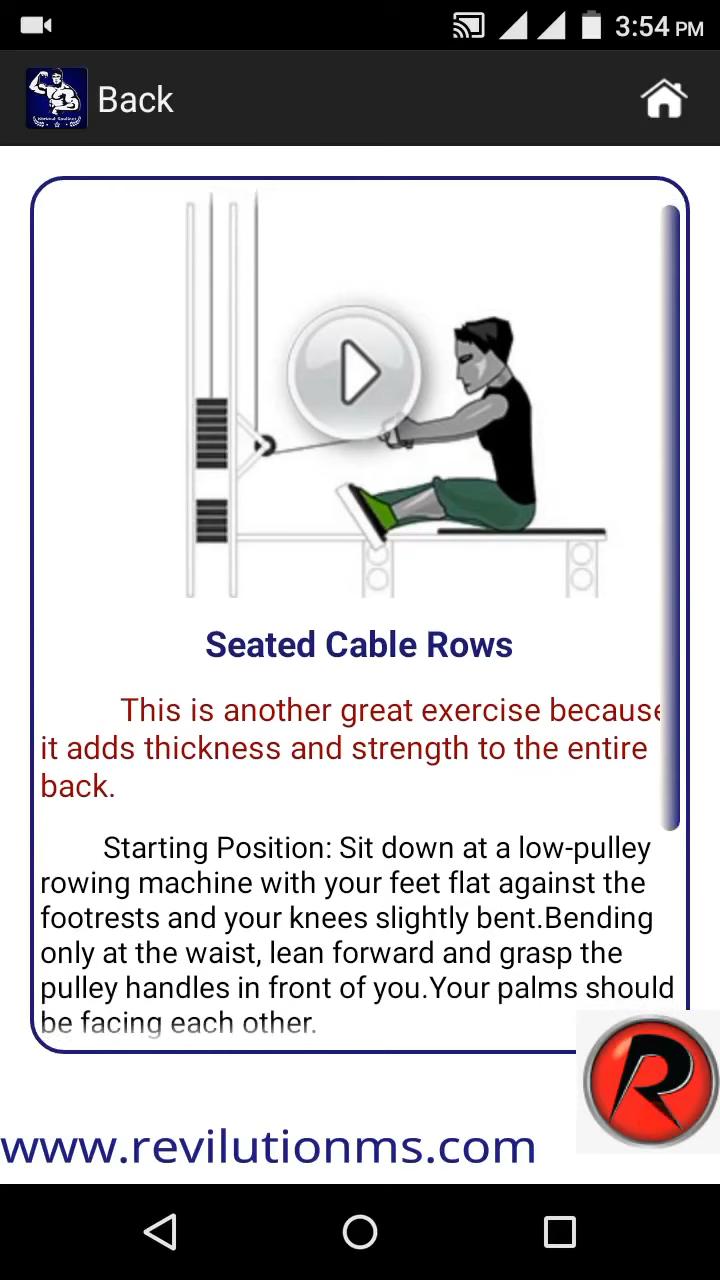 3:54 PM
Back
Seated Cable Rows
This is another great exercise because
it adds thickness and strength to the entire
back.
Starting Position: Sit down at a low-pulley
rowing machine with your feet flat against the
footrests and your knees slightly bent.Bending
only at the waist, lean forward and grasp the
pulley handles in front of you.Your palms should
be facing each other.
R
www.revilutionms.com